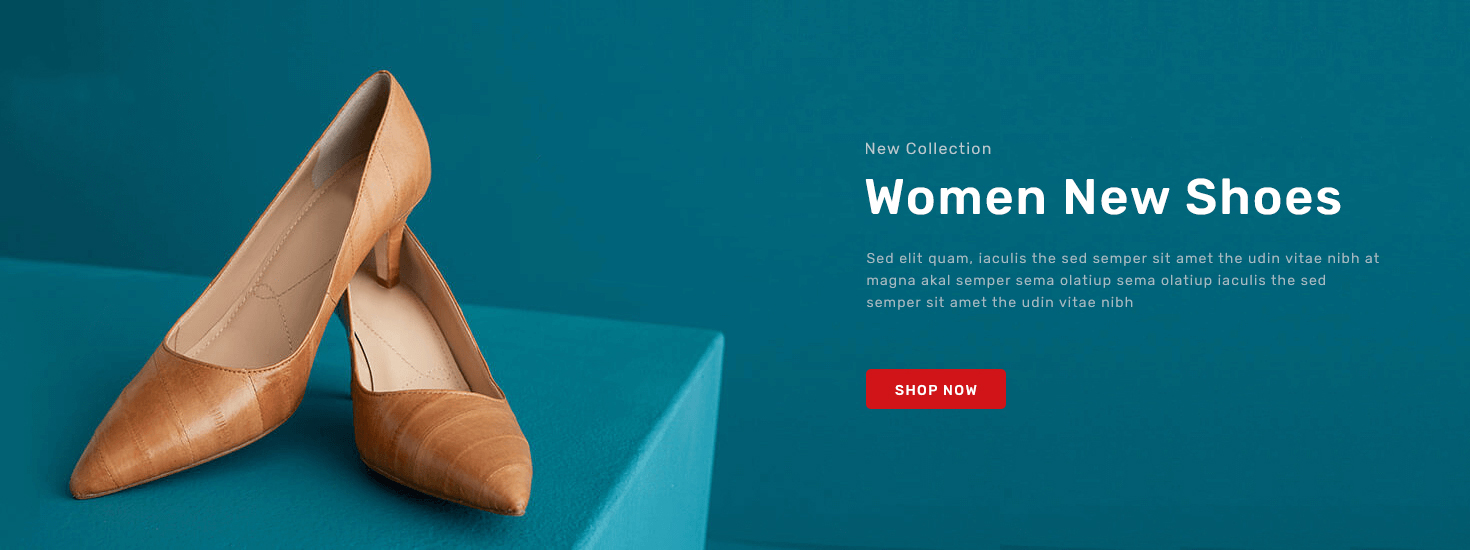 New Collection
Women New Shoes
Sed elit quam, iaculis the sed semper sit amet the udin vitae nibh at
magna akal semper sema olatiup sema olatiup iaculis the sed
semper sit amet the udin vitae nibh
SHOP NOW